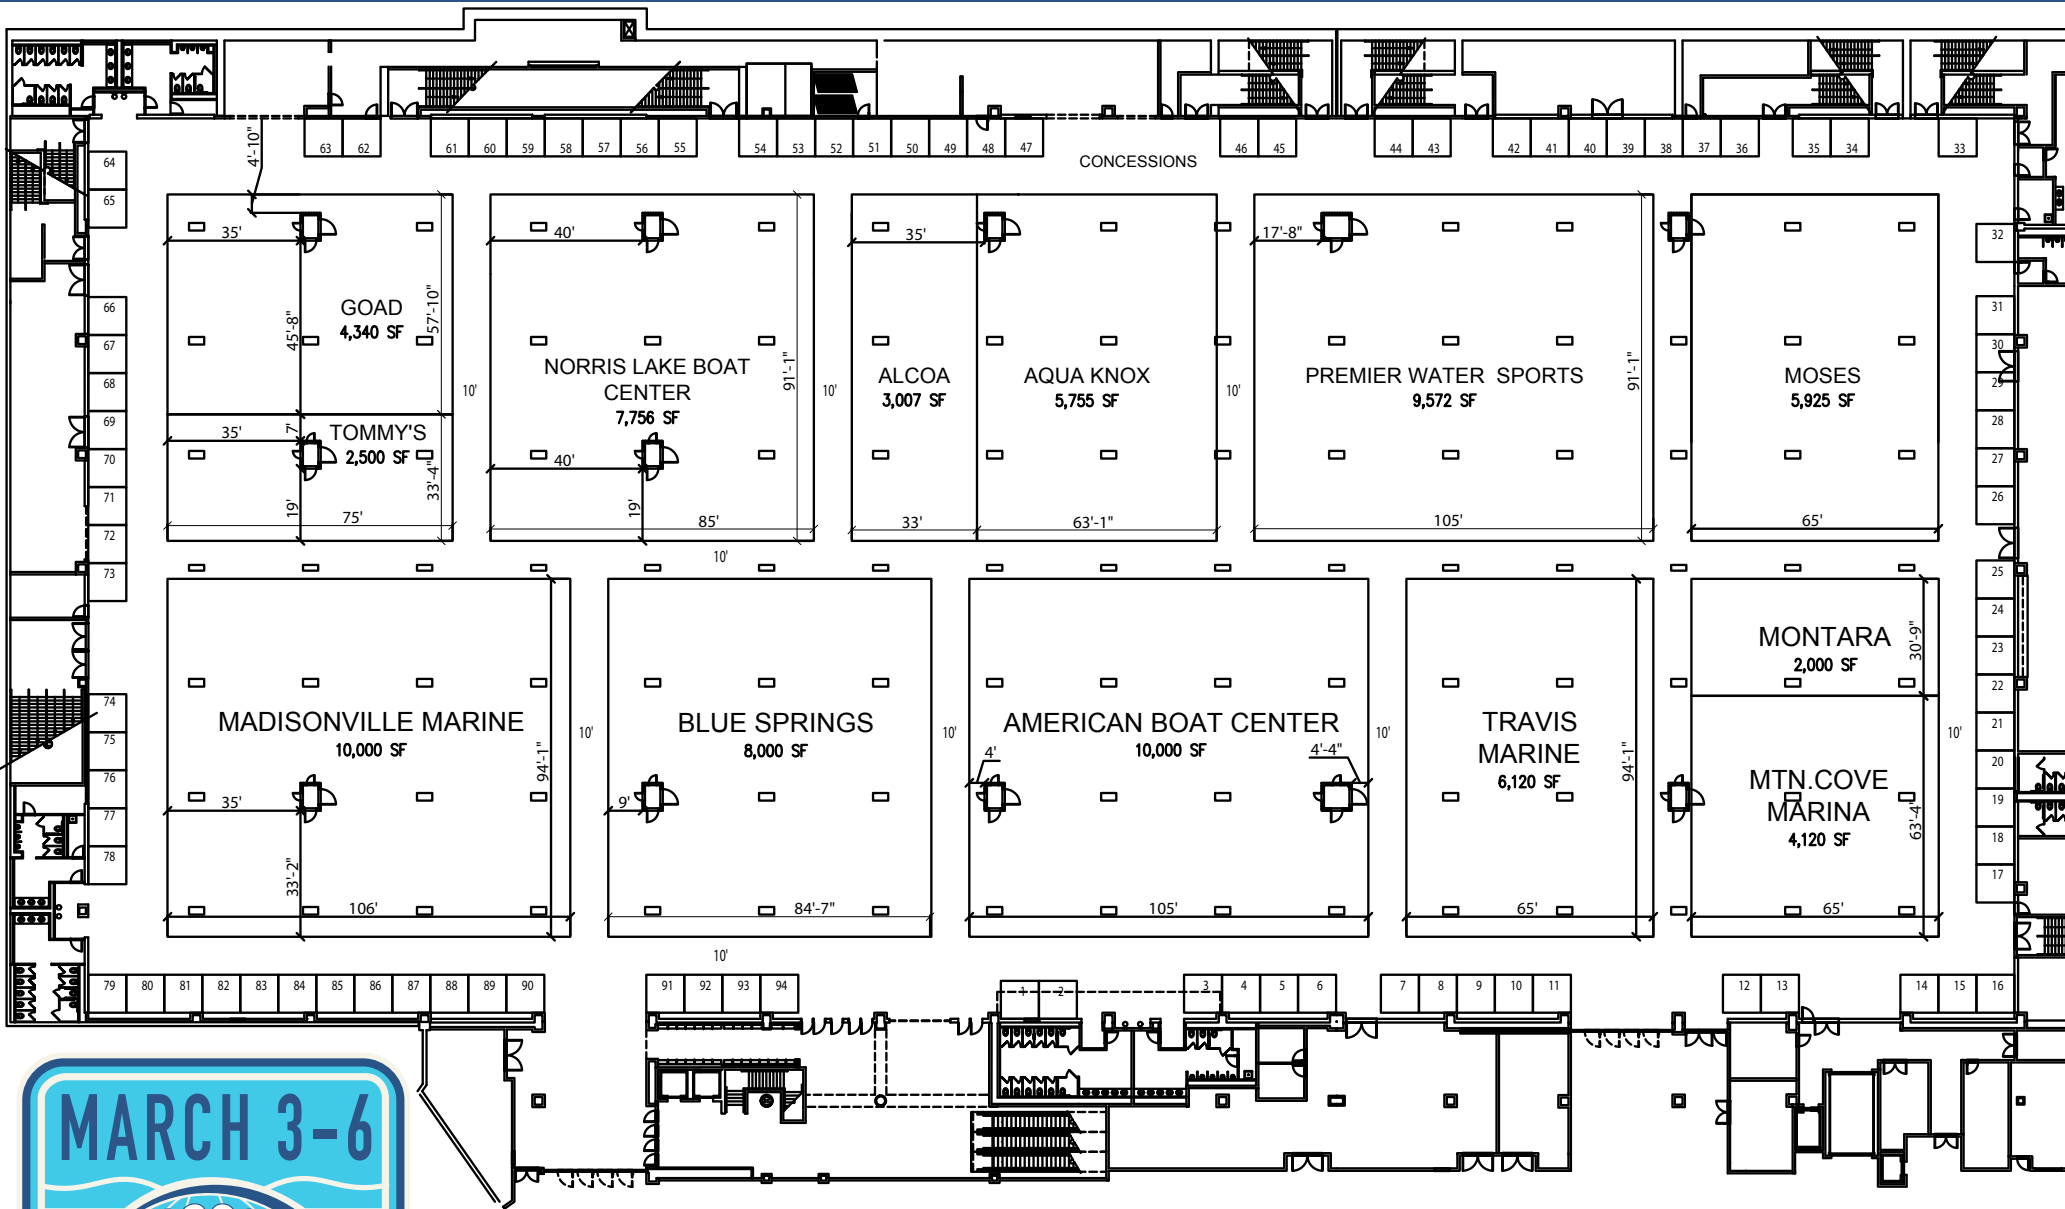 63 62 61 60 59 58 57 56 55 54 53 52 51 50 49 48 47 46 45 44 43 42 41 40 39 38 37 36 35 34 33
CONCESSIONS
4'-10"
64
65
66
67
68
69
70
71
72
73
74
75
76
77
78
35'
45'-8"
GOAD
4,340 SF
57'-10"
35'
7'
TOMMY'S
2,500 SF
33'-4"
19'
75'
10'
40'
NORRIS LAKE BOAT
CENTER
7,756 SF
91'-1"
40'
19'
85'
10'
35'
ALCOA
3,007 SF
33'
AQUA KNOX
5,755 SF
63'-1"
10'
17'-8"
PREMIER WATER SPORTS
9,572 SF
91'-1"
105'
MOSES
5,925 SF
65'
32
31
30
29
28
27
26
25
24
23
22
21
20
19
18
17
10'
MADISONVILLE MARINE
10,000 SF
94'-1"
35'
33'-2"
106'
10'
BLUE SPRINGS
8,000 SF
9'
84'-7"
10'
AMERICAN BOAT CENTER
10,000 SF
4'
4'-4"
105'
10'
TRAVIS
MARINE
6,120 SF
94'-1"
65'
MONTARA
2,000 SF
30'-9"
MTN.COVE
MARINA
4,120 SF
63'-4"
65'
10'
10'
79 80 81 82 83 84 85 86 87 88 89 90 91 92 93 94 1 2 3 4 5 6 7 8 9 10 11 12 13 14 15 16
MARCH 3-6